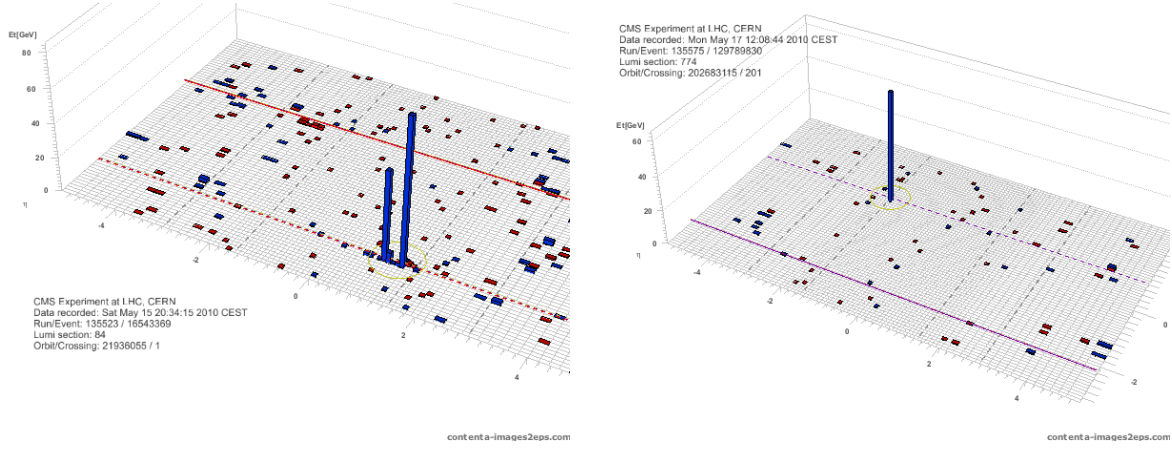 Et[GeV]
80
60
40
20
0
η
-4
-2
0
2
4
CMS Experiment at LHC, CERN
Data recorded: Sat May 15 20:34:15 2010 CEST
Run/Event: 135523 / 16543369
Lumi section: 84
Orbit/Crossing: 21936055 / 1
contenta-images2eps.com
CMS Experiment at LHC, CERN
Data recorded: Mon May 17 12:08:44 2010 CEST
Run/Event: 135575 / 129789830
Lumi section: 774
Orbit/Crossing: 202683115 / 201
Et[GeV]
60
40
20
0
η
-4
-2
0
2
4
0
-2
contenta-images2eps.com